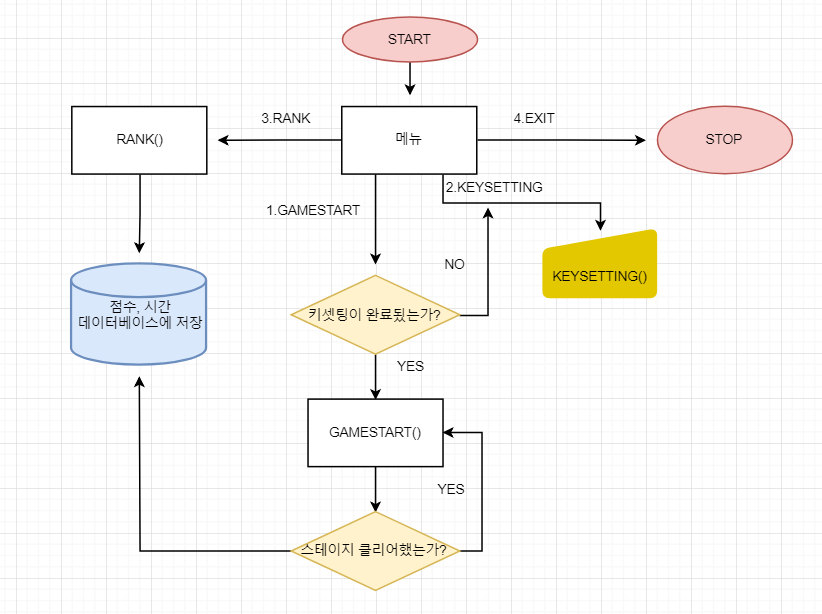 START
3.RANK
4.EXIT
RANK()
메뉴
STOP
2.KEYSETTING
1.GAMESTART
NO
KEYSETTING()
점수, 시간
데이터베이스에 저장
키셋팅이 완료됬는가?
YES
GAMESTART()
YES
스테이지 클리어했는가?